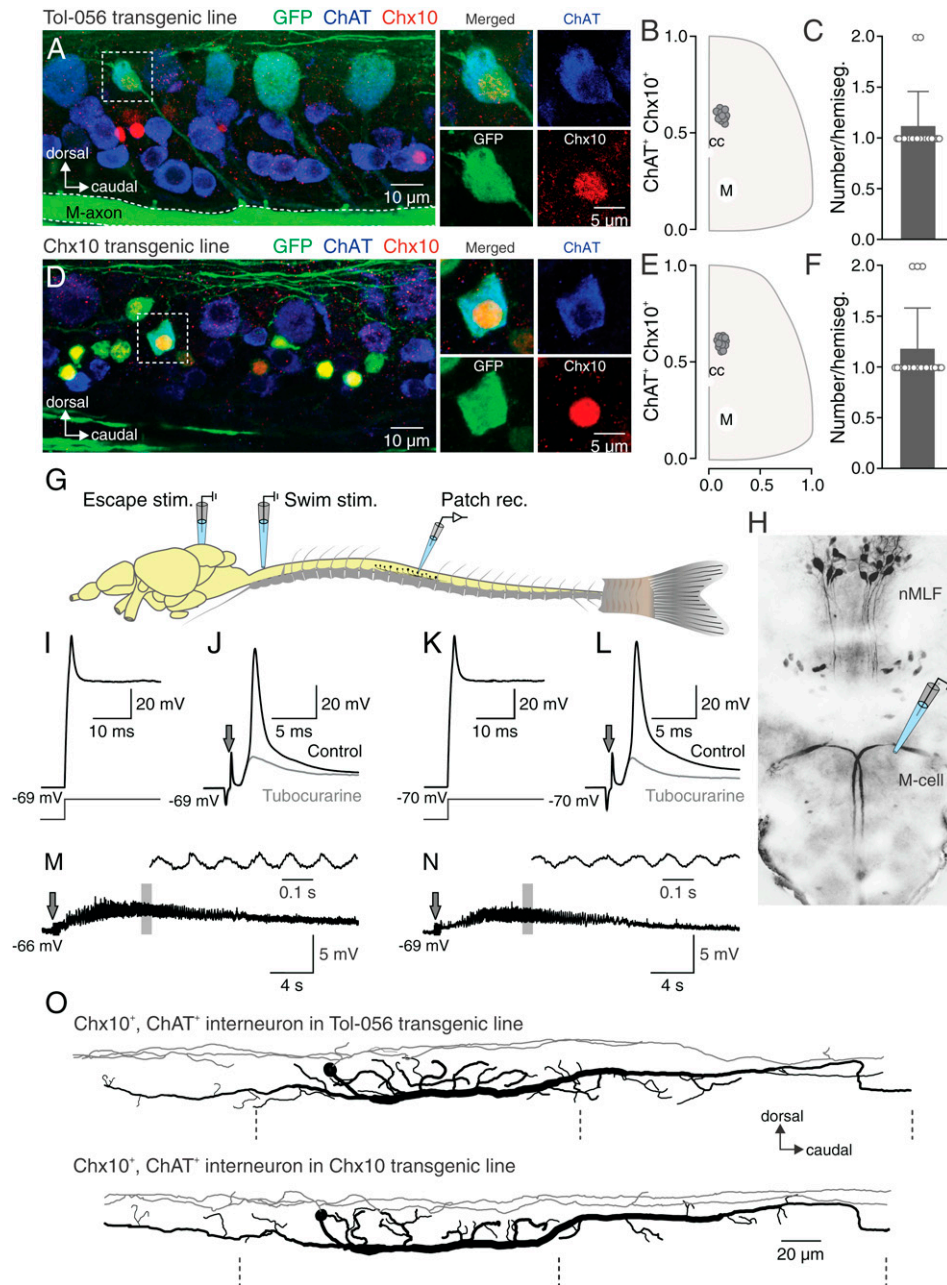 Tol-056 transgenic line GFP ChAT Chx10
A
dorsal
caudal
M-axon
10 µm
Merged
ChAT
GFP
Chx10
5 µm
B
ChAT⁺ Chx10⁺
1.0
0.5
0.0
cc
M
C
Number/hemiseg.
2.0
1.5
1.0
0.5
0.0
D
Chx10 transgenic line GFP ChAT Chx10
dorsal
caudal
10 µm
Merged
ChAT
GFP
Chx10
5 µm
E
ChAT⁺ Chx10⁺
1.0
0.5
0.0
cc
M
0.0 0.5 1.0
F
Number/hemiseg.
2.0
1.5
1.0
0.5
0.0
G
Escape stim.
Swim stim.
Patch rec.
H
nMLF
M-cell
I
20 mV
10 ms
-69 mV
J
20 mV
5 ms
Control
-69 mV
Tubocurarine
K
20 mV
10 ms
-70 mV
L
20 mV
5 ms
Control
-70 mV
Tubocurarine
M
0.1 s
-66 mV
5 mV
4 s
N
0.1 s
-69 mV
5 mV
4 s
O
Chx10⁺, ChAT⁺ interneuron in Tol-056 transgenic line
dorsal
caudal
Chx10⁺, ChAT⁺ interneuron in Chx10 transgenic line
20 µm